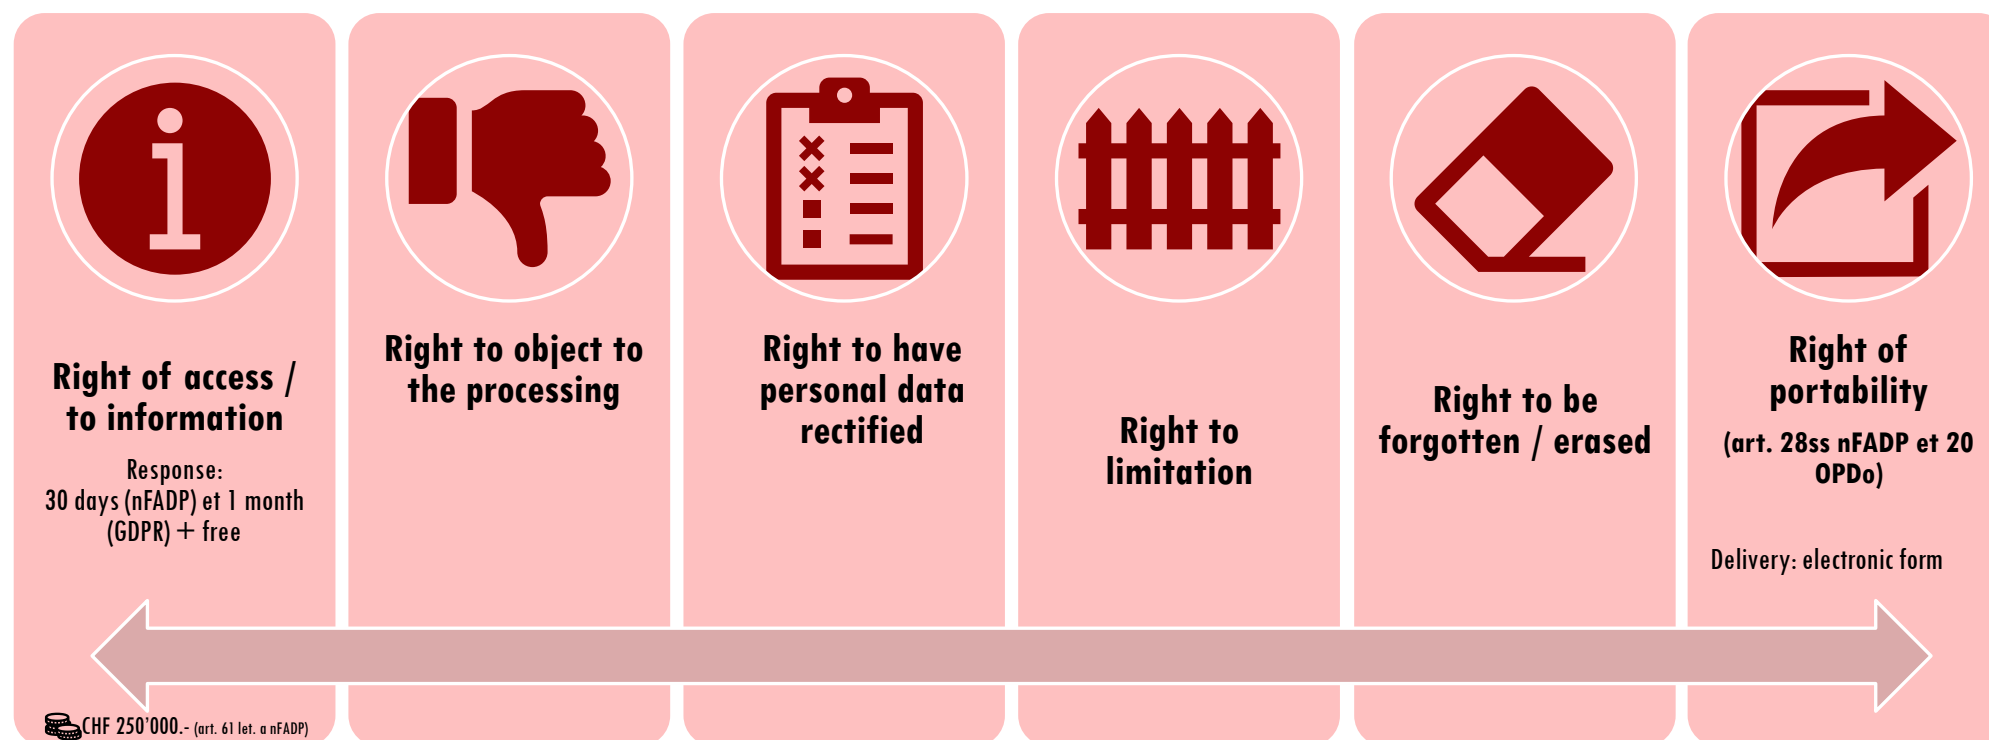 Right of access /
to information
Response:
30 days (nFADP) et 1 month
(GDPR) + free
CHF 250'000.- (art. 61 let. a nFADP)
Right to object to
the processing
Right to have
personal data
rectified
Right to
limitation
Right to be
forgotten / erased
Right of
portability
(art. 28ss nFADP et 20
OPDo)
Delivery: electronic form